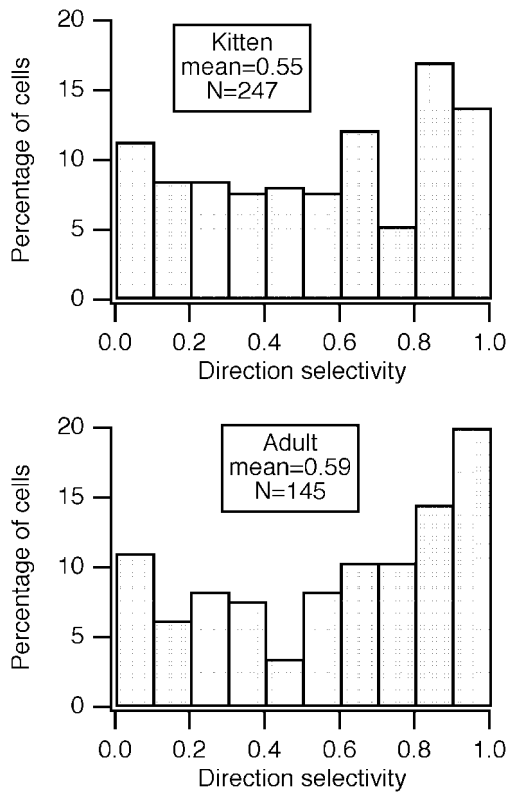 20
15
10
5
0
Percentage of cells
Kitten
mean=0.55
N=247
0.0 0.2 0.4 0.6 0.8 1.0
Direction selectivity
20
15
10
5
0
Percentage of cells
Adult
mean=0.59
N=145
0.0 0.2 0.4 0.6 0.8 1.0
Direction selectivity